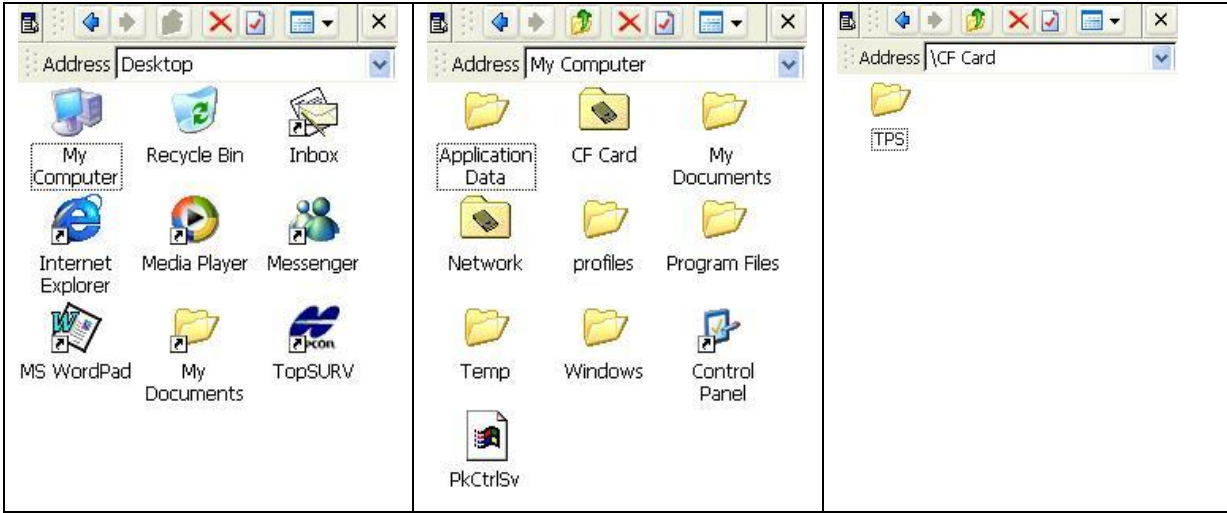 Address Desktop
My Computer
Recycle Bin
Inbox
Internet Explorer
Media Player
Messenger
MS WordPad
My Documents
TopSURV
Address My Computer
Application Data
CF Card
My Documents
Network
profiles
Program Files
Temp
Windows
Control Panel
PkCtrlSv
Address \CF Card
TPS